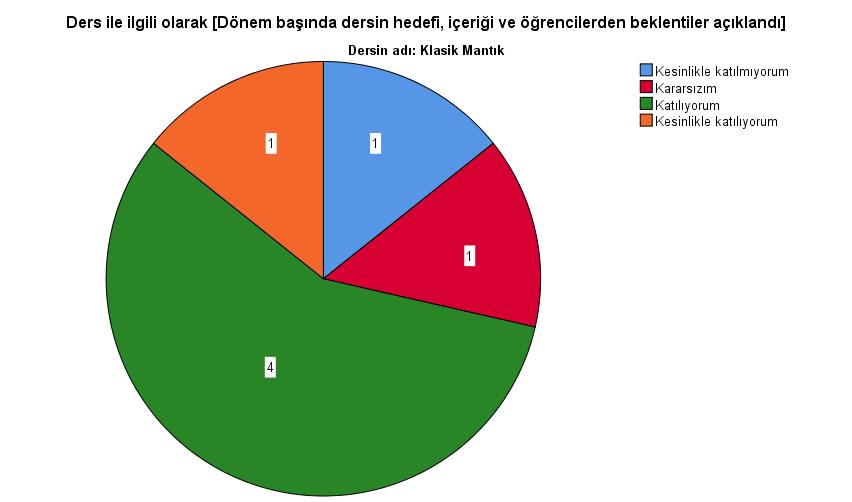 Ders ile ilgili olarak [Dönem başında dersin hedefi, içeriği ve öğrencilerden beklentiler açıklandı]
Dersin adı: Klasik Mantık
Kesinlikle katılmıyorum
Kararsızım
Katılıyorum
Kesinlikle katılıyorum
1
1
1
4